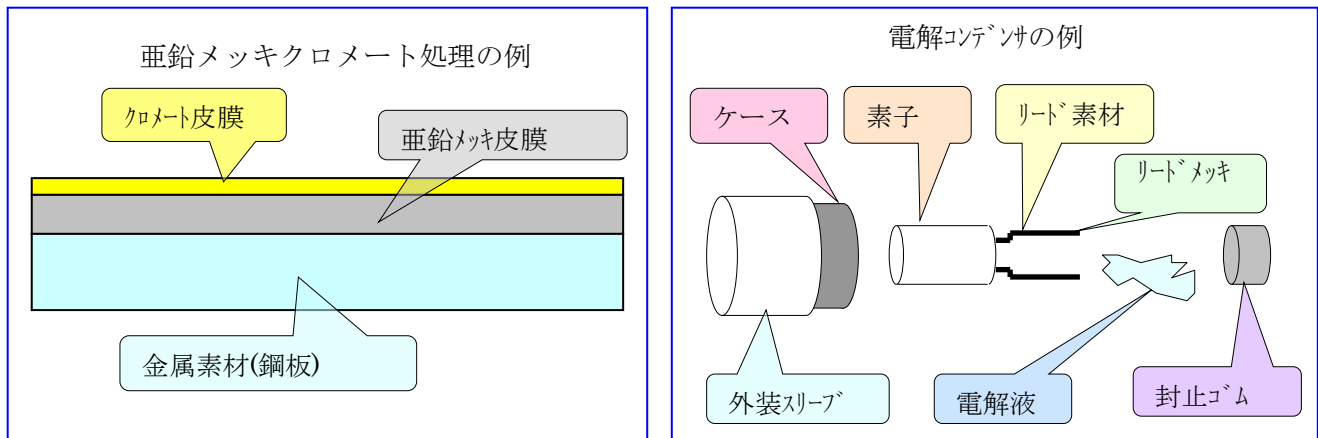 亜鉛メッキクロメート処理の例
ｸﾛﾒｰﾄ皮膜
亜鉛ﾒｯｷ皮膜
金属素材(鋼板)
電解ｺﾝﾃﾞﾝｻの例
ケース
素子
ﾘｰﾄﾞ素材
ﾘｰﾄﾞﾒｯｷ
外装ｽﾘｰﾌﾞ
電解液
封止ｺﾞﾑ